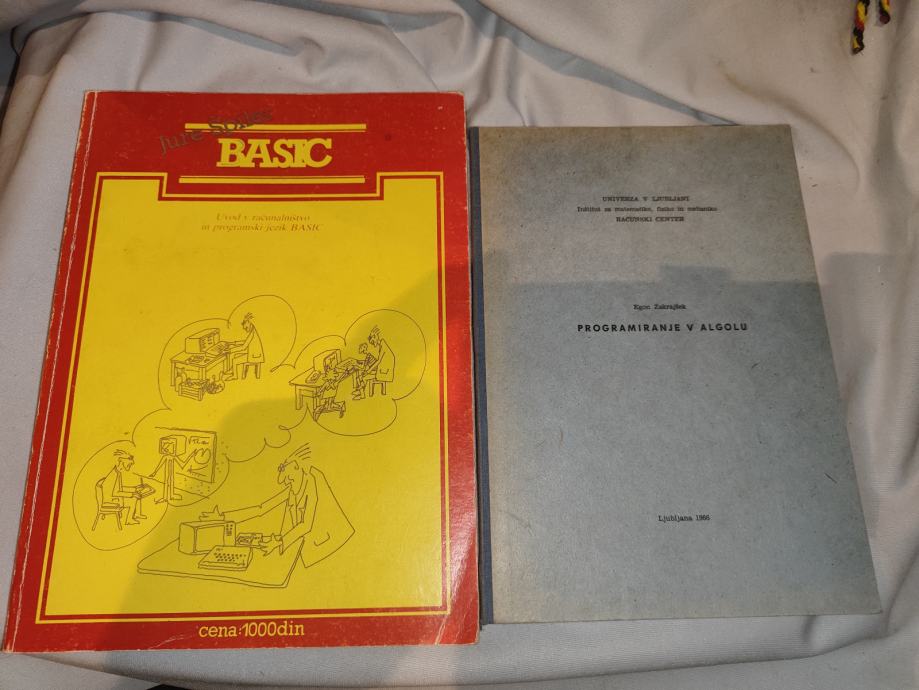 Jure Špiler
BASIC
Uvod v računalništvo
in programski jezik BASIC
cena:1000din
UNIVERZA V LJUBLJANI
Inštitut za matematiko, fiziko in mehaniko
RAČUNSKI CENTER
Egon Zakrajšek
PROGRAMIRANJE V ALGOLU
Ljubljana 1966